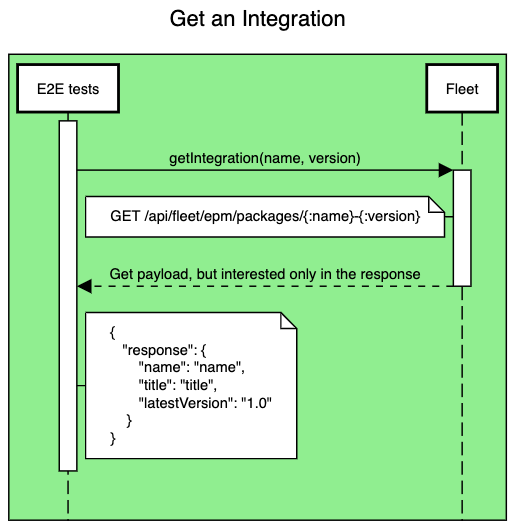 Get an Integration
E2E tests
Fleet
getIntegration(name, version)
GET /api/fleet/epm/packages/{:name}-{:version}
Get payload, but interested only in the response
{
"response": {
"name": "name",
"title": "title",
"latestVersion": "1.0"
}
}